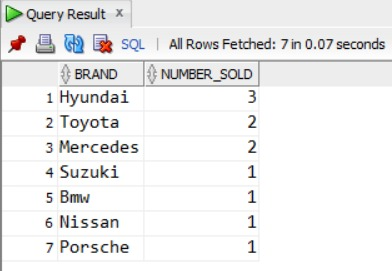 Query Result x
SQL | All Rows Fetched: 7 in 0.07 seconds
BRAND NUMBER_SOLD
1 Hyundai 3
2 Toyota 2
3 Mercedes 2
4 Suzuki 1
5 Bmw 1
6 Nissan 1
7 Porsche 1